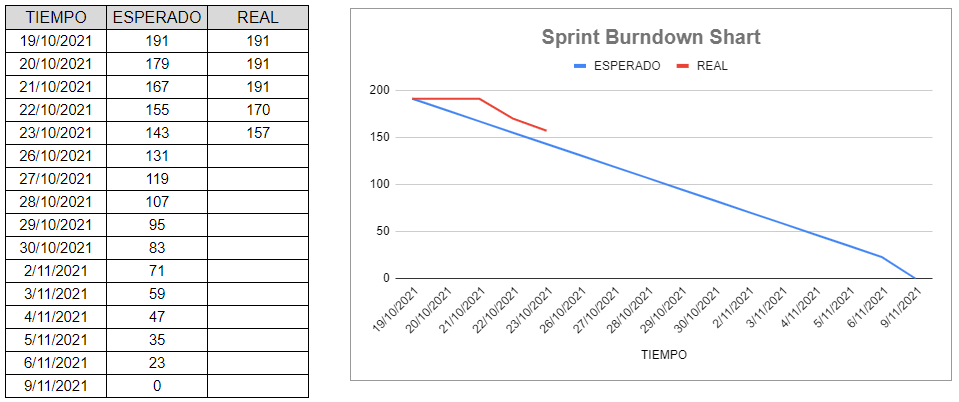 TIEMPO ESPERADO REAL
19/10/2021 191 191
20/10/2021 179 191
21/10/2021 167 191
22/10/2021 155 170
23/10/2021 143 157
26/10/2021 131
27/10/2021 119
28/10/2021 107
29/10/2021 95
30/10/2021 83
2/11/2021 71
3/11/2021 59
4/11/2021 47
5/11/2021 35
6/11/2021 23
9/11/2021 0
Sprint Burndown Shart
ESPERADO REAL
200
150
100
50
0
19/10/2021 20/10/2021 21/10/2021 22/10/2021 23/10/2021 26/10/2021 27/10/2021 28/10/2021 29/10/2021 30/10/2021 2/11/2021 3/11/2021 4/11/2021 5/11/2021 6/11/2021 9/11/2021
TIEMPO